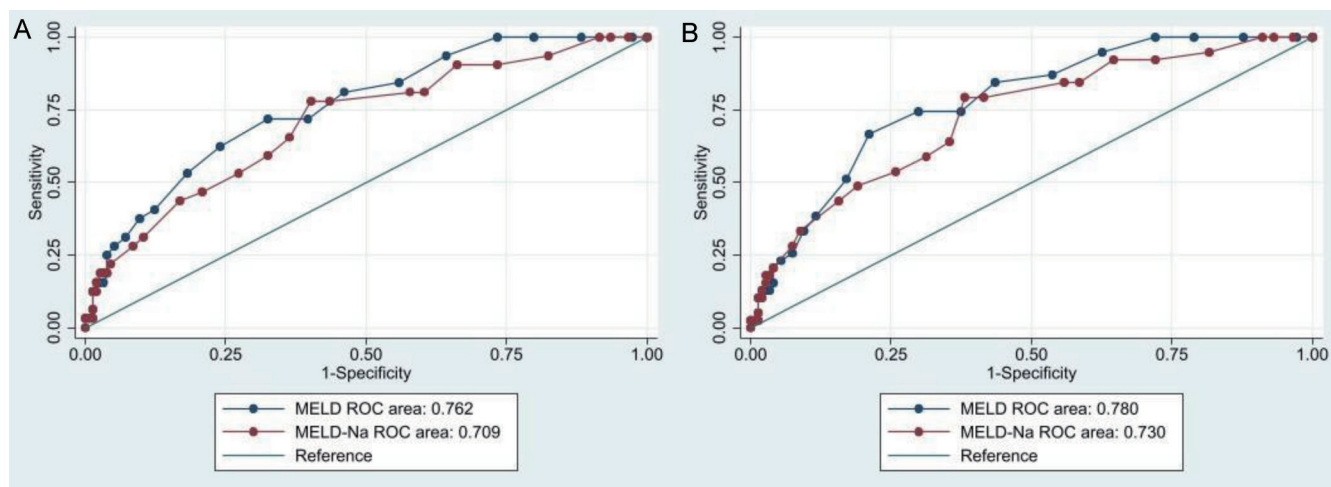 A
Sensitivity
1.00
0.75
0.50
0.25
0.00
0.00 0.25 0.50 0.75 1.00
1-Specificity
MELD ROC area: 0.762
MELD-Na ROC area: 0.709
Reference
B
Sensitivity
1.00
0.75
0.50
0.25
0.00
0.00 0.25 0.50 0.75 1.00
1-Specificity
MELD ROC area: 0.780
MELD-Na ROC area: 0.730
Reference